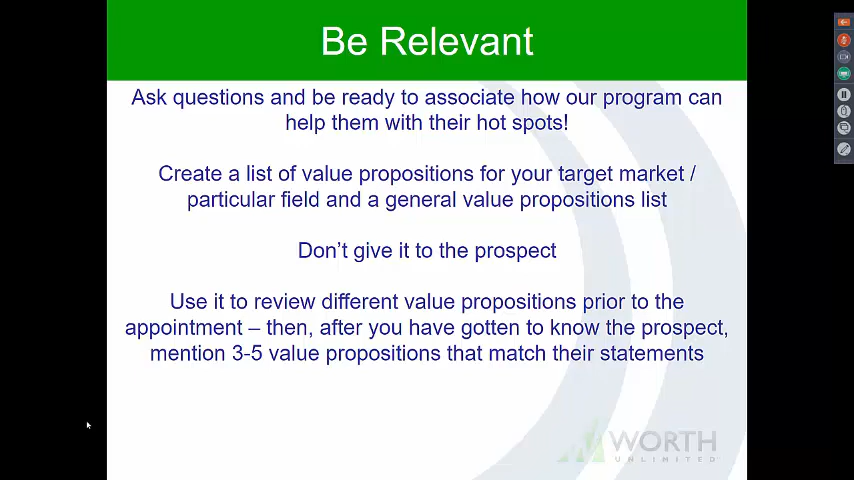 Be Relevant
Ask questions and be ready to associate how our program can
help them with their hot spots!
Create a list of value propositions for your target market /
particular field and a general value propositions list
Don’t give it to the prospect
Use it to review different value propositions prior to the
appointment – then, after you have gotten to know the prospect,
mention 3-5 value propositions that match their statements
WORTH
UNLIMITED